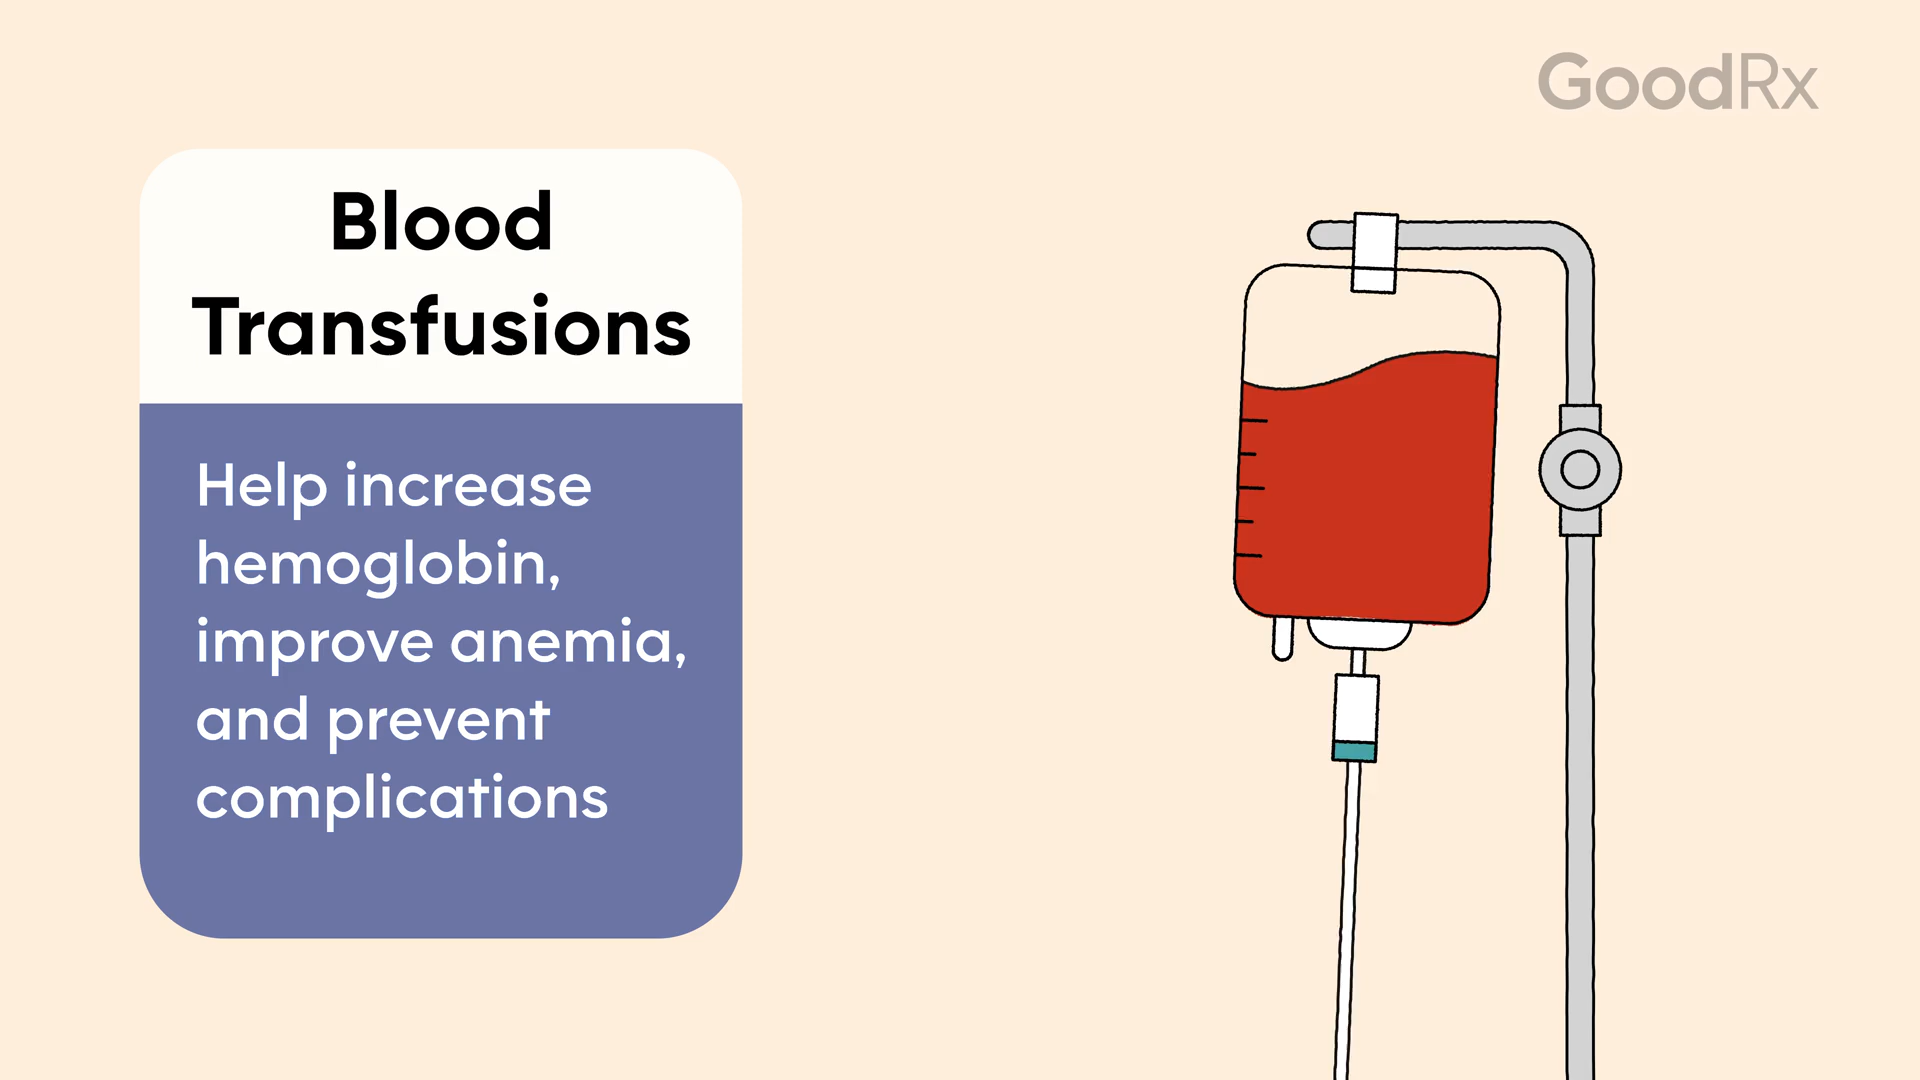 GoodRx
Blood
Transfusions
Help increase
hemoglobin,
improve anemia,
and prevent
complications